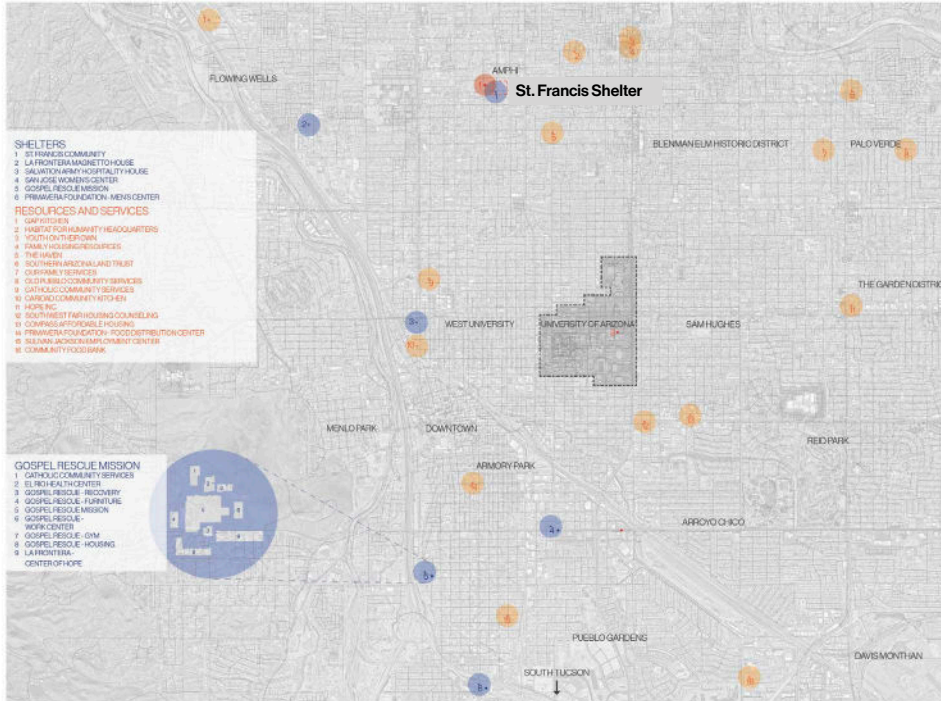 FLOWING WELLS
AMPHI
St. Francis Shelter
BLENMAN ELM HISTORIC DISTRICT
PALO VERDE
SHELTERS
1 ST. FRANCIS COMMUNITY
2 LA FRONTERA MAGNETTO HOUSE
3 SALVATION ARMY HOSPITALITY HOUSE
4 SAN JOSE WOMEN'S CENTER
5 GOSPEL RESCUE MISSION
6 PRIMAVERA FOUNDATION - MEN'S CENTER
RESOURCES AND SERVICES
1 GAP KITCHEN
2 HABITAT FOR HUMANITY HEADQUARTERS
3 YOUTH ON THEIR OWN
4 FAMILY HOUSING RESOURCES
5 THE HAVEN
6 SOUTHERN ARIZONA LAND TRUST
7 OUR FAMILY SERVICES
8 OLD PUEBLO COMMUNITY SERVICES
9 CATHOLIC COMMUNITY SERVICES
10 CARIDAD COMMUNITY KITCHEN
11 HOPE INC.
12 SOUTHWEST FAIR HOUSING COUNSELING
13 COMPASS AFFORDABLE HOUSING
14 PRIMAVERA FOUNDATION - FOOD DISTRIBUTION CENTER
15 SULIVAN JACKSON EMPLOYMENT CENTER
16 COMMUNITY FOOD BANK
THE GARDEN DISTRIC
WEST UNIVERSITY
UNIVERSITY OF ARIZONA
SAM HUGHES
MENLO PARK
DOWNTOWN
REID PARK
ARMORY PARK
GOSPEL RESCUE MISSION
1 CATHOLIC COMMUNITY SERVICES
2 EL RIO HEALTH CENTER
3 GOSPEL RESCUE - RECOVERY
4 GOSPEL RESCUE - FURNITURE
5 GOSPEL RESCUE MISSION
6 GOSPEL RESCUE -
WORK CENTER
7 GOSPEL RESCUE - GYM
8 GOSPEL RESCUE - HOUSING
9 LA FRONTERA -
CENTER OF HOPE
ARROYO CHICO
PUEBLO GARDENS
DAVIS MONTHAN
SOUTH TUCSON